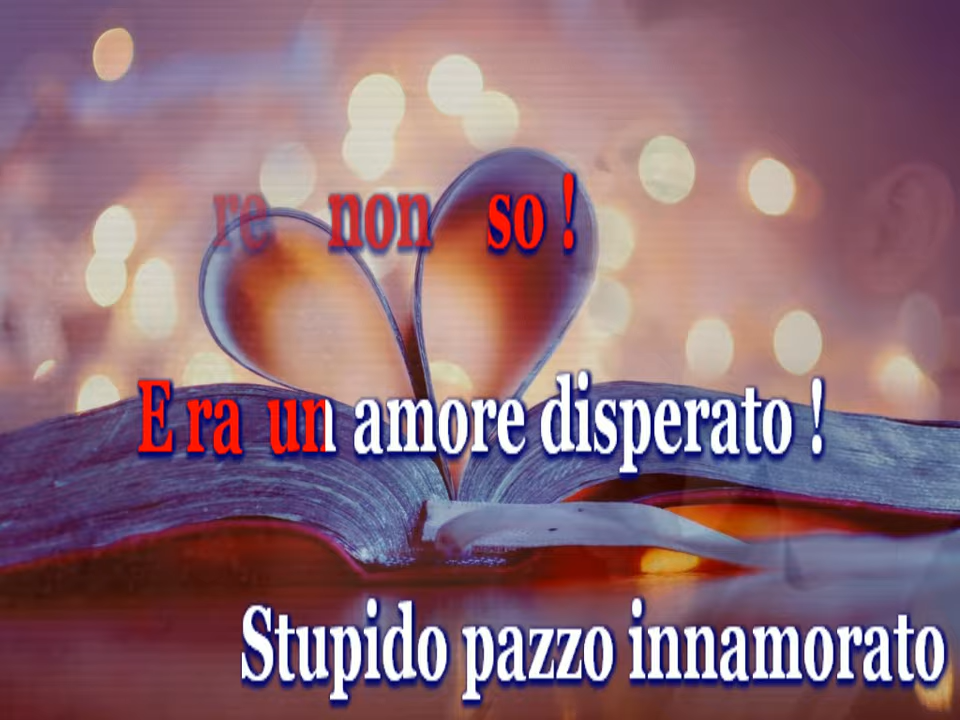 re non so !
E ra un amore disperato !
Stupido pazzo innamorato